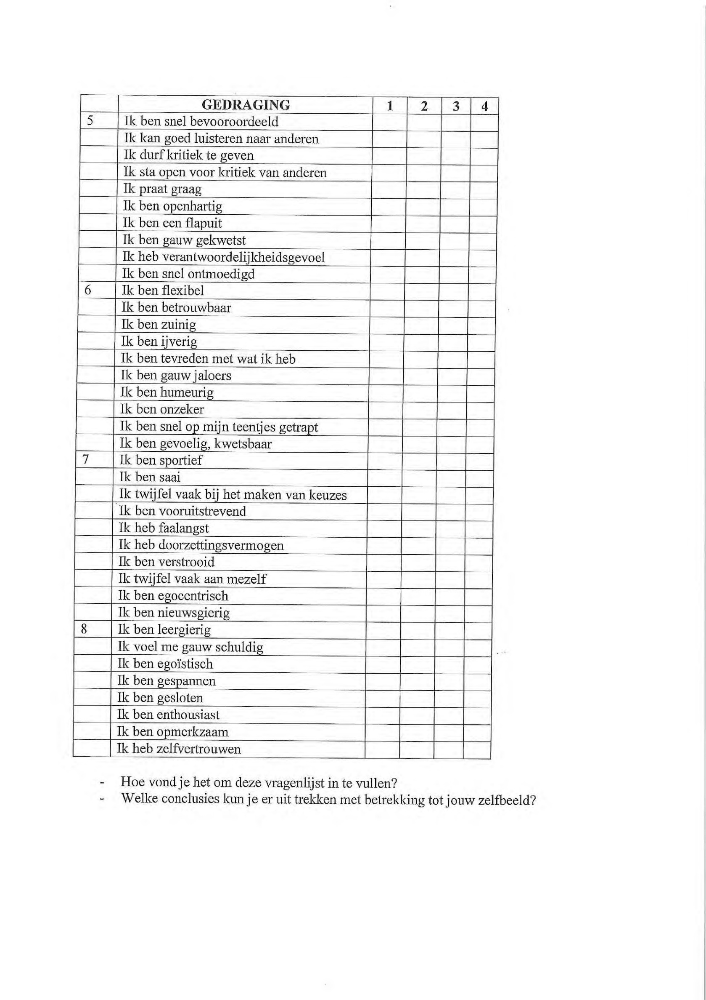 GEDRAGING 1 2 3 4
5 Ik ben snel bevooroordeeld
Ik kan goed luisteren naar anderen
Ik durf kritiek te geven
Ik sta open voor kritiek van anderen
Ik praat graag
Ik ben openhartig
Ik ben een flapuit
Ik ben gauw gekwetst
Ik heb verantwoordelijkheidsgevoel
Ik ben snel ontmoedigd
6 Ik ben flexibel
Ik ben betrouwbaar
Ik ben zuinig
Ik ben ijverig
Ik ben tevreden met wat ik heb
Ik ben gauw jaloers
Ik ben humeurig
Ik ben onzeker
Ik ben snel op mijn teentjes getrapt
Ik ben gevoelig, kwetsbaar
7 Ik ben sportief
Ik ben saai
Ik twijfel vaak bij het maken van keuzes
Ik ben vooruitstrevend
Ik heb faalangst
Ik heb doorzettingsvermogen
Ik ben verstrooid
Ik twijfel vaak aan mezelf
Ik ben egocentrisch
Ik ben nieuwsgierig
8 Ik ben leergierig
Ik voel me gauw schuldig
Ik ben egoïstisch
Ik ben gespannen
Ik ben gesloten
Ik ben enthousiast
Ik ben opmerkzaam
Ik heb zelfvertrouwen
- Hoe vond je het om deze vragenlijst in te vullen?
- Welke conclusies kun je er uit trekken met betrekking tot jouw zelfbeeld?